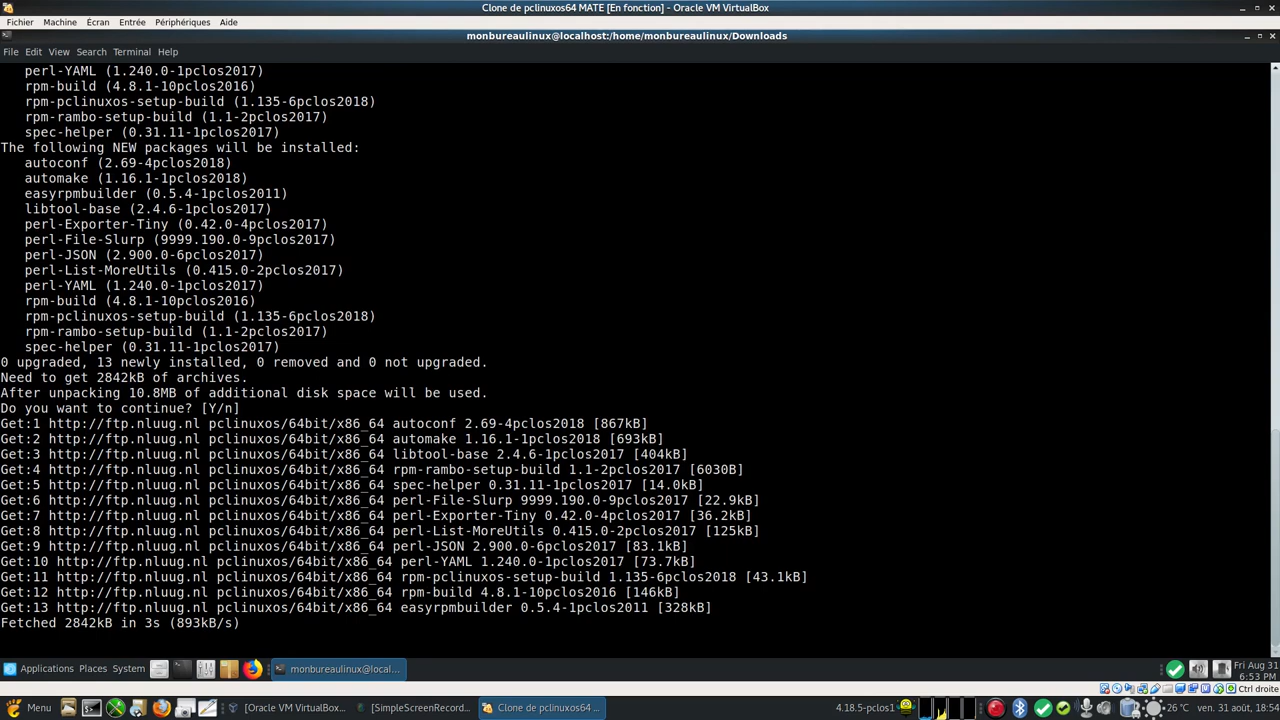 Clone de pclinuxos64 MATE [En fonction] - Oracle VM VirtualBox
Fichier Machine Écran Entrée Périphériques Aide
monbureaulinux@localhost:/home/monbureaulinux/Downloads
File Edit View Search Terminal Help
perl-YAML (1.240.0-1pclos2017)
rpm-build (4.8.1-10pclos2016)
rpm-pclinuxos-setup-build (1.135-6pclos2018)
rpm-rambo-setup-build (1.1-2pclos2017)
spec-helper (0.31.11-1pclos2017)
The following NEW packages will be installed:
autoconf (2.69-4pclos2018)
automake (1.16.1-1pclos2018)
easyrpmbuilder (0.5.4-1pclos2011)
libtool-base (2.4.6-1pclos2017)
perl-Exporter-Tiny (0.42.0-4pclos2017)
perl-File-Slurp (9999.190.0-9pclos2017)
perl-JSON (2.900.0-6pclos2017)
perl-List-MoreUtils (0.415.0-2pclos2017)
perl-YAML (1.240.0-1pclos2017)
rpm-build (4.8.1-10pclos2016)
rpm-pclinuxos-setup-build (1.135-6pclos2018)
rpm-rambo-setup-build (1.1-2pclos2017)
spec-helper (0.31.11-1pclos2017)
0 upgraded, 13 newly installed, 0 removed and 0 not upgraded.
Need to get 2842kB of archives.
After unpacking 10.8MB of additional disk space will be used.
Do you want to continue? [Y/n]
Get:1 http://ftp.nluug.nl pclinuxos/64bit/x86_64 autoconf 2.69-4pclos2018 [867kB]
Get:2 http://ftp.nluug.nl pclinuxos/64bit/x86_64 automake 1.16.1-1pclos2018 [693kB]
Get:3 http://ftp.nluug.nl pclinuxos/64bit/x86_64 libtool-base 2.4.6-1pclos2017 [404kB]
Get:4 http://ftp.nluug.nl pclinuxos/64bit/x86_64 rpm-rambo-setup-build 1.1-2pclos2017 [6030B]
Get:5 http://ftp.nluug.nl pclinuxos/64bit/x86_64 spec-helper 0.31.11-1pclos2017 [14.0kB]
Get:6 http://ftp.nluug.nl pclinuxos/64bit/x86_64 perl-File-Slurp 9999.190.0-9pclos2017 [22.9kB]
Get:7 http://ftp.nluug.nl pclinuxos/64bit/x86_64 perl-Exporter-Tiny 0.42.0-4pclos2017 [36.2kB]
Get:8 http://ftp.nluug.nl pclinuxos/64bit/x86_64 perl-List-MoreUtils 0.415.0-2pclos2017 [125kB]
Get:9 http://ftp.nluug.nl pclinuxos/64bit/x86_64 perl-JSON 2.900.0-6pclos2017 [83.1kB]
Get:10 http://ftp.nluug.nl pclinuxos/64bit/x86_64 perl-YAML 1.240.0-1pclos2017 [73.7kB]
Get:11 http://ftp.nluug.nl pclinuxos/64bit/x86_64 rpm-pclinuxos-setup-build 1.135-6pclos2018 [43.1kB]
Get:12 http://ftp.nluug.nl pclinuxos/64bit/x86_64 rpm-build 4.8.1-10pclos2016 [146kB]
Get:13 http://ftp.nluug.nl pclinuxos/64bit/x86_64 easyrpmbuilder 0.5.4-1pclos2011 [328kB]
Fetched 2842kB in 3s (893kB/s)
Applications Places System monbureaulinux@local... Fri Aug 31
6:53 PM
Ctrl droite
Menu [Oracle VM VirtualBox... [SimpleScreenRecord... Clone de pclinuxos64 ... 4.18.5-pclos1 26 °C ven. 31 août, 18:54